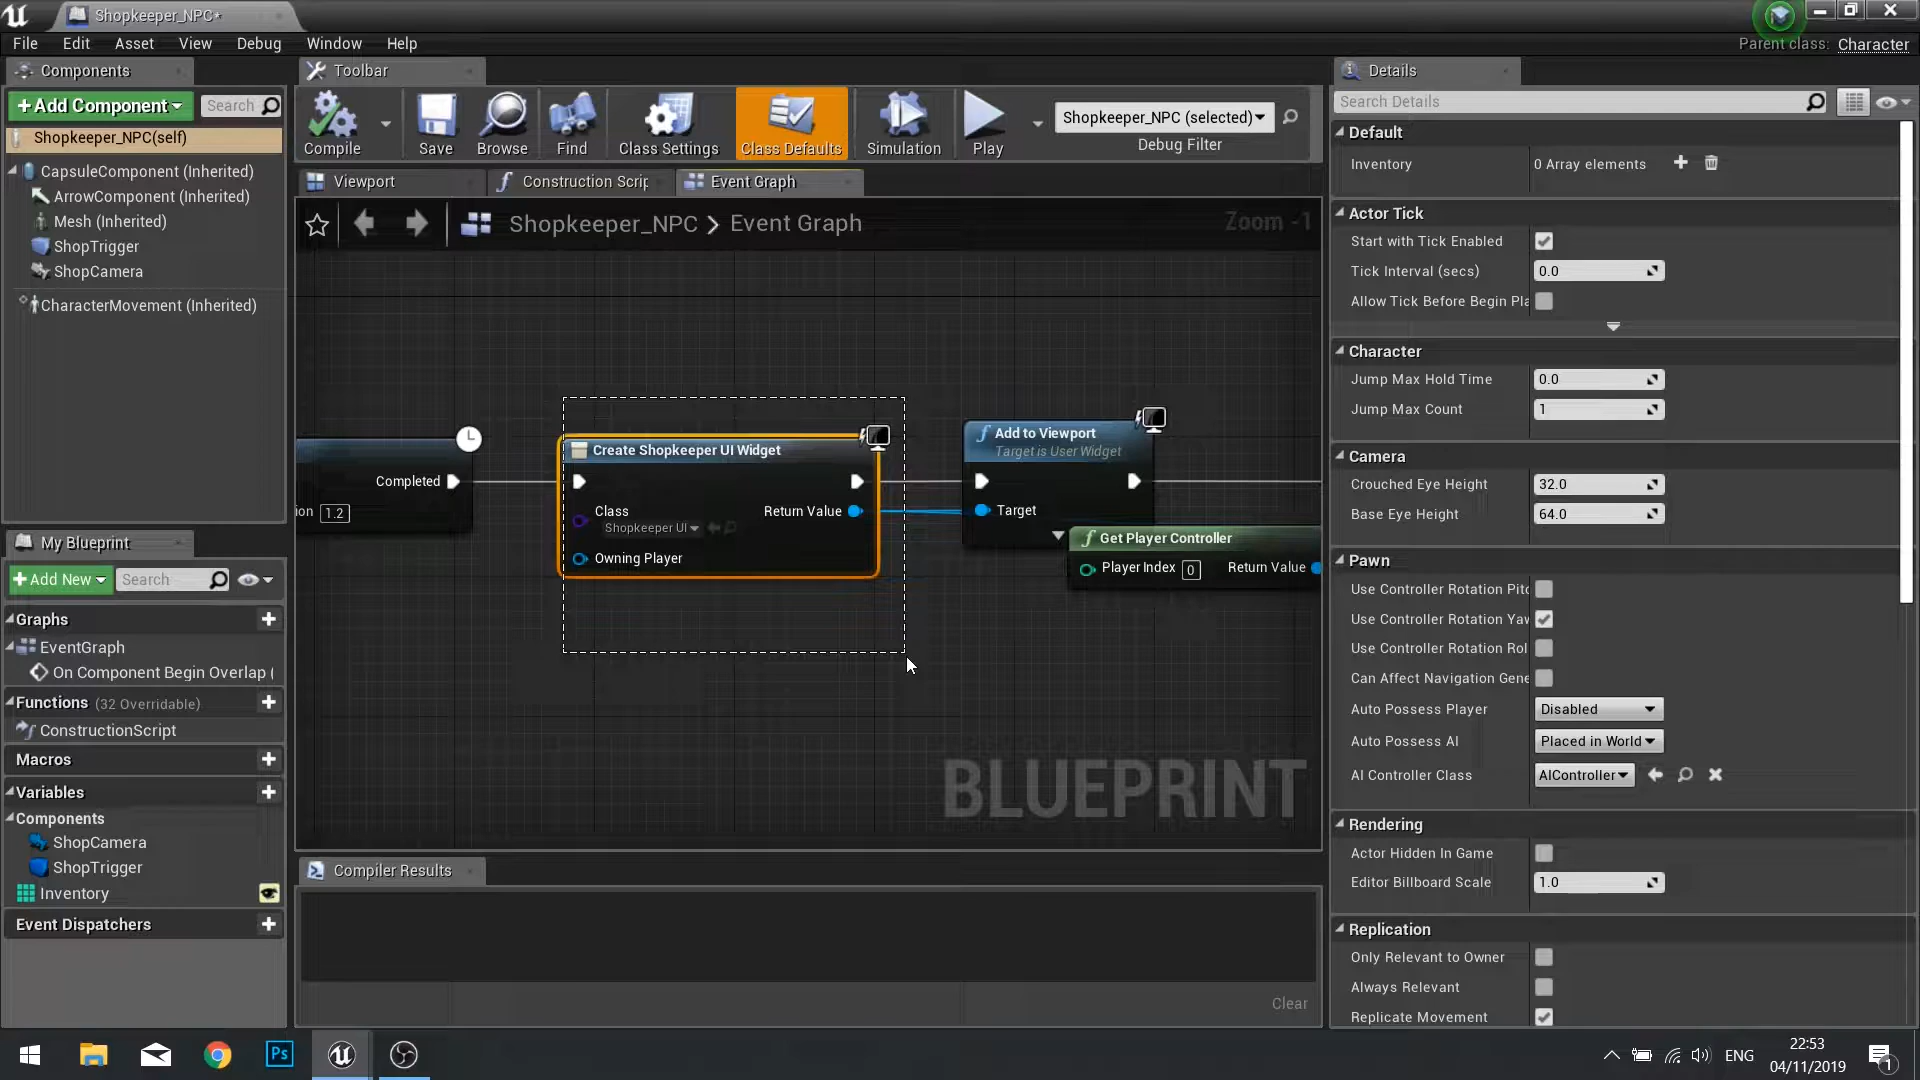 Shopkeeper_NPC*
File Edit Asset View Debug Window Help
Parent class: Character
Components
Toolbar
Details
+Add Component
Search
Shopkeeper_NPC(self)
CapsuleComponent (Inherited)
ArrowComponent (Inherited)
Mesh (Inherited)
ShopTrigger
ShopCamera
CharacterMovement (Inherited)
Compile
Save
Browse
Find
Class Settings
Class Defaults
Simulation
Play
Shopkeeper_NPC (selected)
Debug Filter
Viewport
Construction Scrip
Event Graph
Shopkeeper_NPC > Event Graph
Zoom -1
Completed
ion 1.2
Create Shopkeeper UI Widget
Class
Shopkeeper UI
Return Value
Owning Player
Add to Viewport
Target is User Widget
Target
Get Player Controller
Player Index 0
Return Value
BLUEPRINT
My Blueprint
+Add New
Search
Graphs
EventGraph
On Component Begin Overlap (
Functions (32 Overridable)
ConstructionScript
Macros
Variables
Components
ShopCamera
ShopTrigger
Inventory
Event Dispatchers
Compiler Results
Clear
Search Details
Default
Inventory 0 Array elements
Actor Tick
Start with Tick Enabled
Tick Interval (secs) 0.0
Allow Tick Before Begin Pla
Character
Jump Max Hold Time 0.0
Jump Max Count 1
Camera
Crouched Eye Height 32.0
Base Eye Height 64.0
Pawn
Use Controller Rotation Pitc
Use Controller Rotation Yaw
Use Controller Rotation Rol
Can Affect Navigation Gene
Auto Possess Player Disabled
Auto Possess AI Placed in World
AI Controller Class AIController
Rendering
Actor Hidden In Game
Editor Billboard Scale 1.0
Replication
Only Relevant to Owner
Always Relevant
Replicate Movement
Ps
ENG
22:53
04/11/2019
1